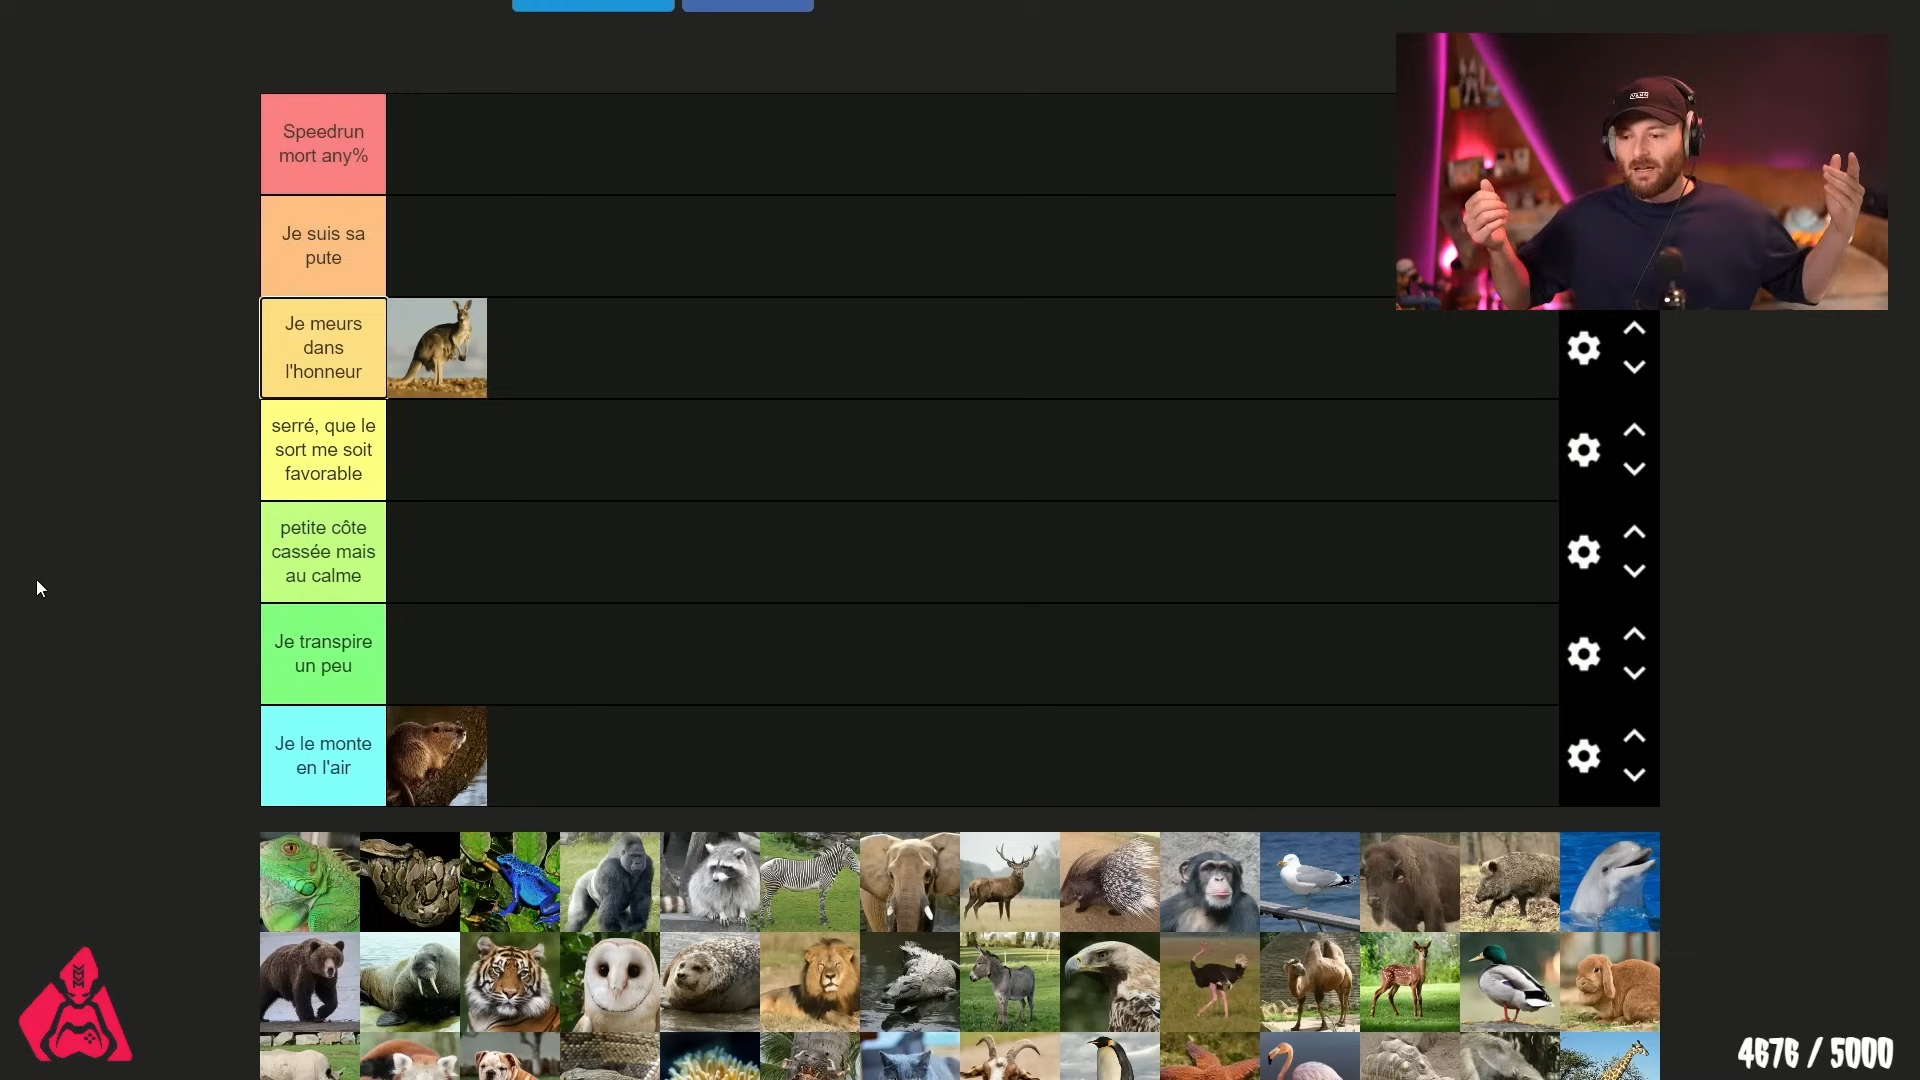 Speedrun
mort any%
Je suis sa
pute
Je meurs
dans
l'honneur
serré, que le
sort me soit
favorable
petite côte
cassée mais
au calme
Je transpire
un peu
Je le monte
en l'air
4676 / 5000